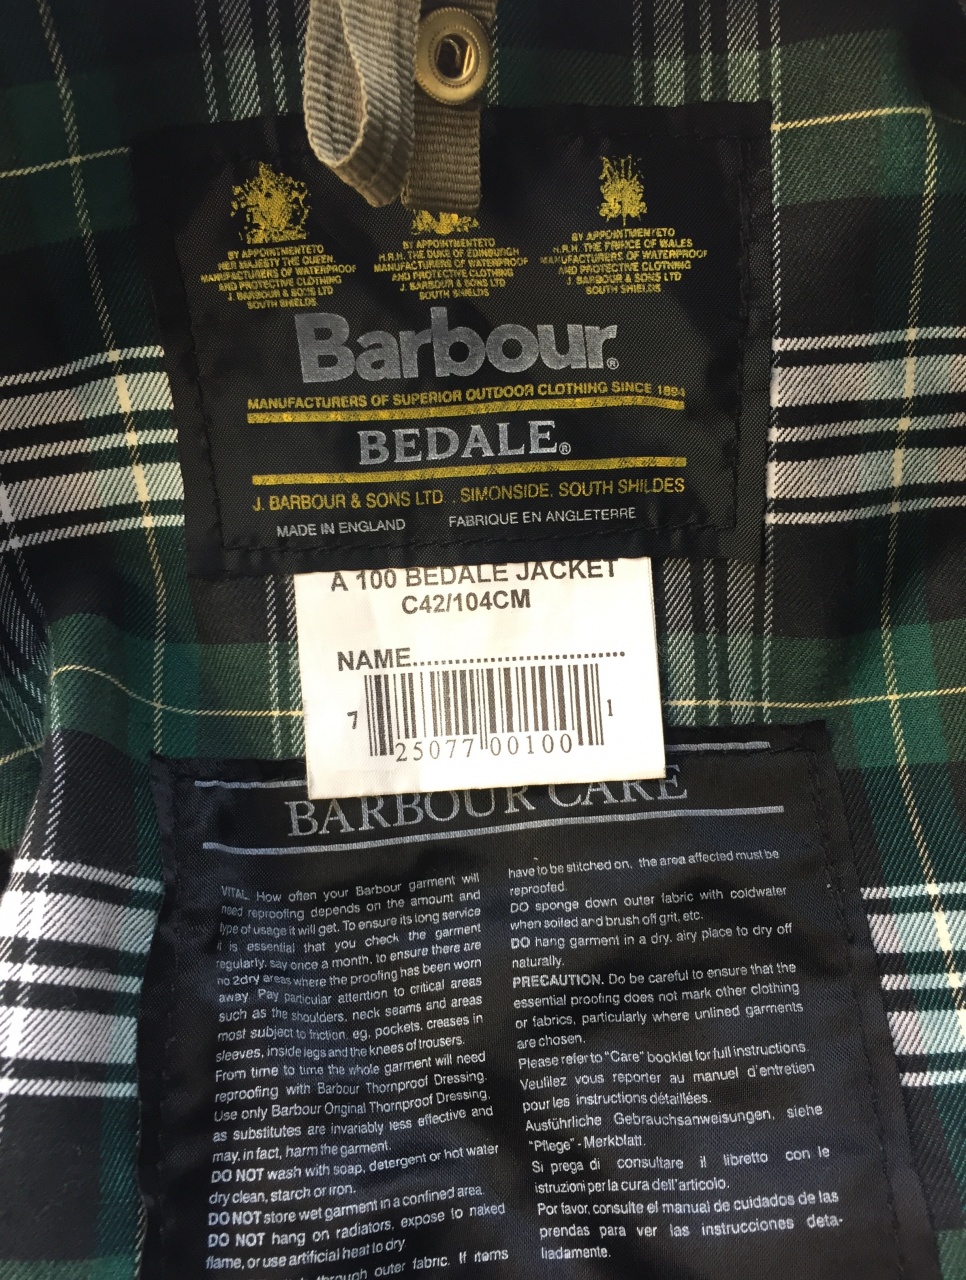 BY APPOINTMENTETO
HER MAJESTY THE QUEEN
MANUFACTURERS OF WATERPROOF
AND PROTECTIVE CLOTHING
J. BARBOUR & SONS LTD
SOUTH SHIELDS
BY APPOINTMENTETO
H.R.H. THE DUKE OF EDINBURGH
MANUFACTURERS OF WATERPROOF
AND PROTECTIVE CLOTHING
J. BARBOUR & SONS LTD
SOUTH SHIELDS
BY APPOINTMENYETO
H.R.H. THE PRINCE OF WALES
MANUFACTURERS OF WATERPROOF
AND PROTECTIVE CLOTHING
J. BARBOUR & SONS LTD
SOUTH SHIELDS
Barbour®
MANUFACTURERS OF SUPERIOR OUTDOOR CLOTHING SINCE 1894
BEDALE®
J. BARBOUR & SONS LTD. . SIMONSIDE. SOUTH SHILDES
MADE IN ENGLAND FABRIQUE EN ANGLETERRE
A 100 BEDALE JACKET
C42/104CM
NAME..............................
7 25077 00100 1
BARBOUR CARE
VITAL. How often your Barbour garment will
need reproofing depends on the amount and
type of usage it will get. To ensure its long service
it is essential that you check the garment
regularly, say once a month, to ensure there are
no 2dry areas where the proofing has been worn
away. Pay particular attention to critical areas
such as the shoulders, neck seams and areas
most subject to friction, eg, pockets, creases in
sleeves, inside legs and the knees of trousers.
From time to time the whole garment will need
reproofing with Barbour Thornproof Dressing.
Use only Barbour Original Thornproof Dressing,
as substitutes are invariably less effective and
may, in fact, harm the garment.
DO NOT wash with soap, detergent or hot water
dry clean, starch or iron.
DO NOT store wet garment in a confined area.
DO NOT hang on radiators, expose to naked
flame, or use artificial heat to dry
through outer fabric. If items
have to be stitched on, the area affected must be
reproofed.
DO sponge down outer fabric with coldwater
when soiled and brush off grit, etc.
DO hang garment in a dry, airy place to dry off
naturally.
PRECAUTION. Do be careful to ensure that the
essential proofing does not mark other clothing
or fabrics, particularly where unlined garments
are chosen.
Please refer to "Care" booklet for full instructions.
Veulilez vous reporter au manuel d'entretien
pour les instructions détaillées.
Ausführliche Gebrauchsanweisungen, siehe
"Pflege" - Merkblatt.
Si prega di consultare il libretto con le
istruzioni per la cura dell'articolo.
Por favor, consulte el manual de cuidados de las
prendas para ver las instrucciones deta-
lladamente.